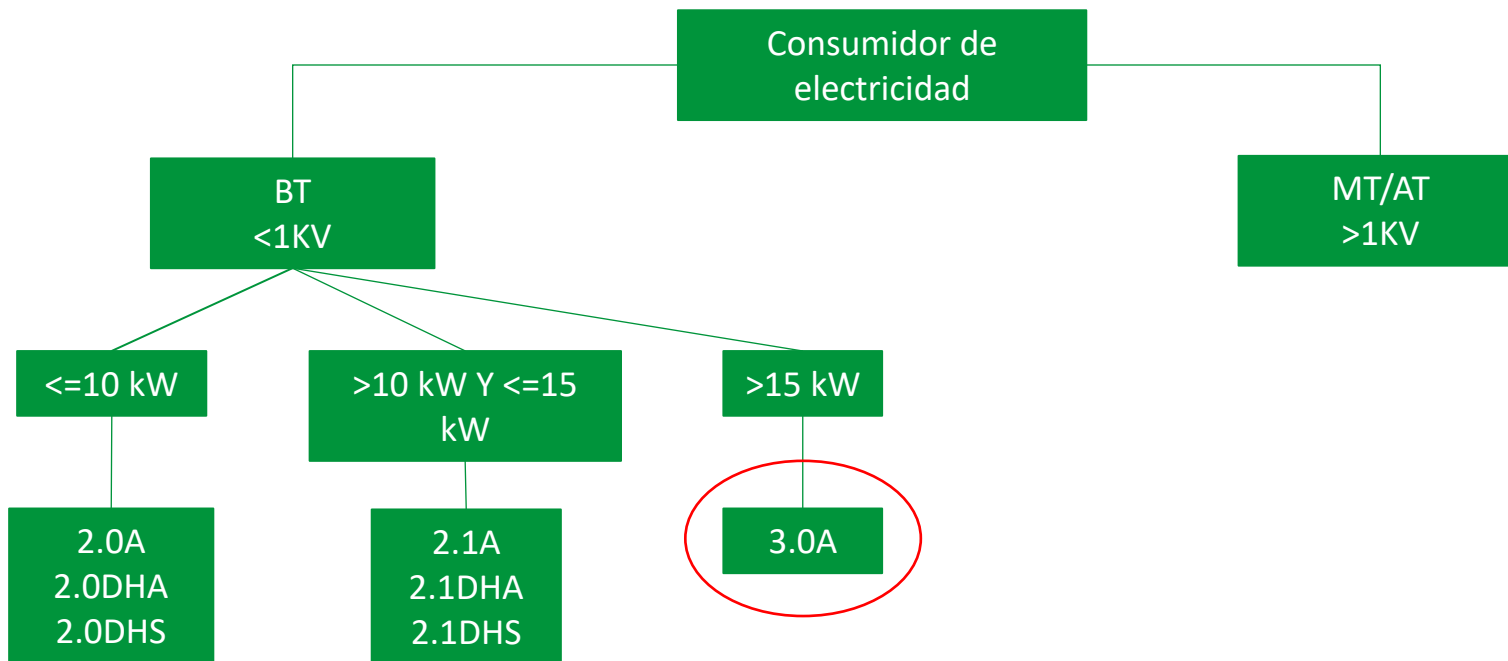 Consumidor de
electricidad
BT
<1KV
MT/AT
>1KV
<=10 kW
>10 kW Y <=15
kW
>15 kW
2.0A
2.0DHA
2.0DHS
2.1A
2.1DHA
2.1DHS
3.0A